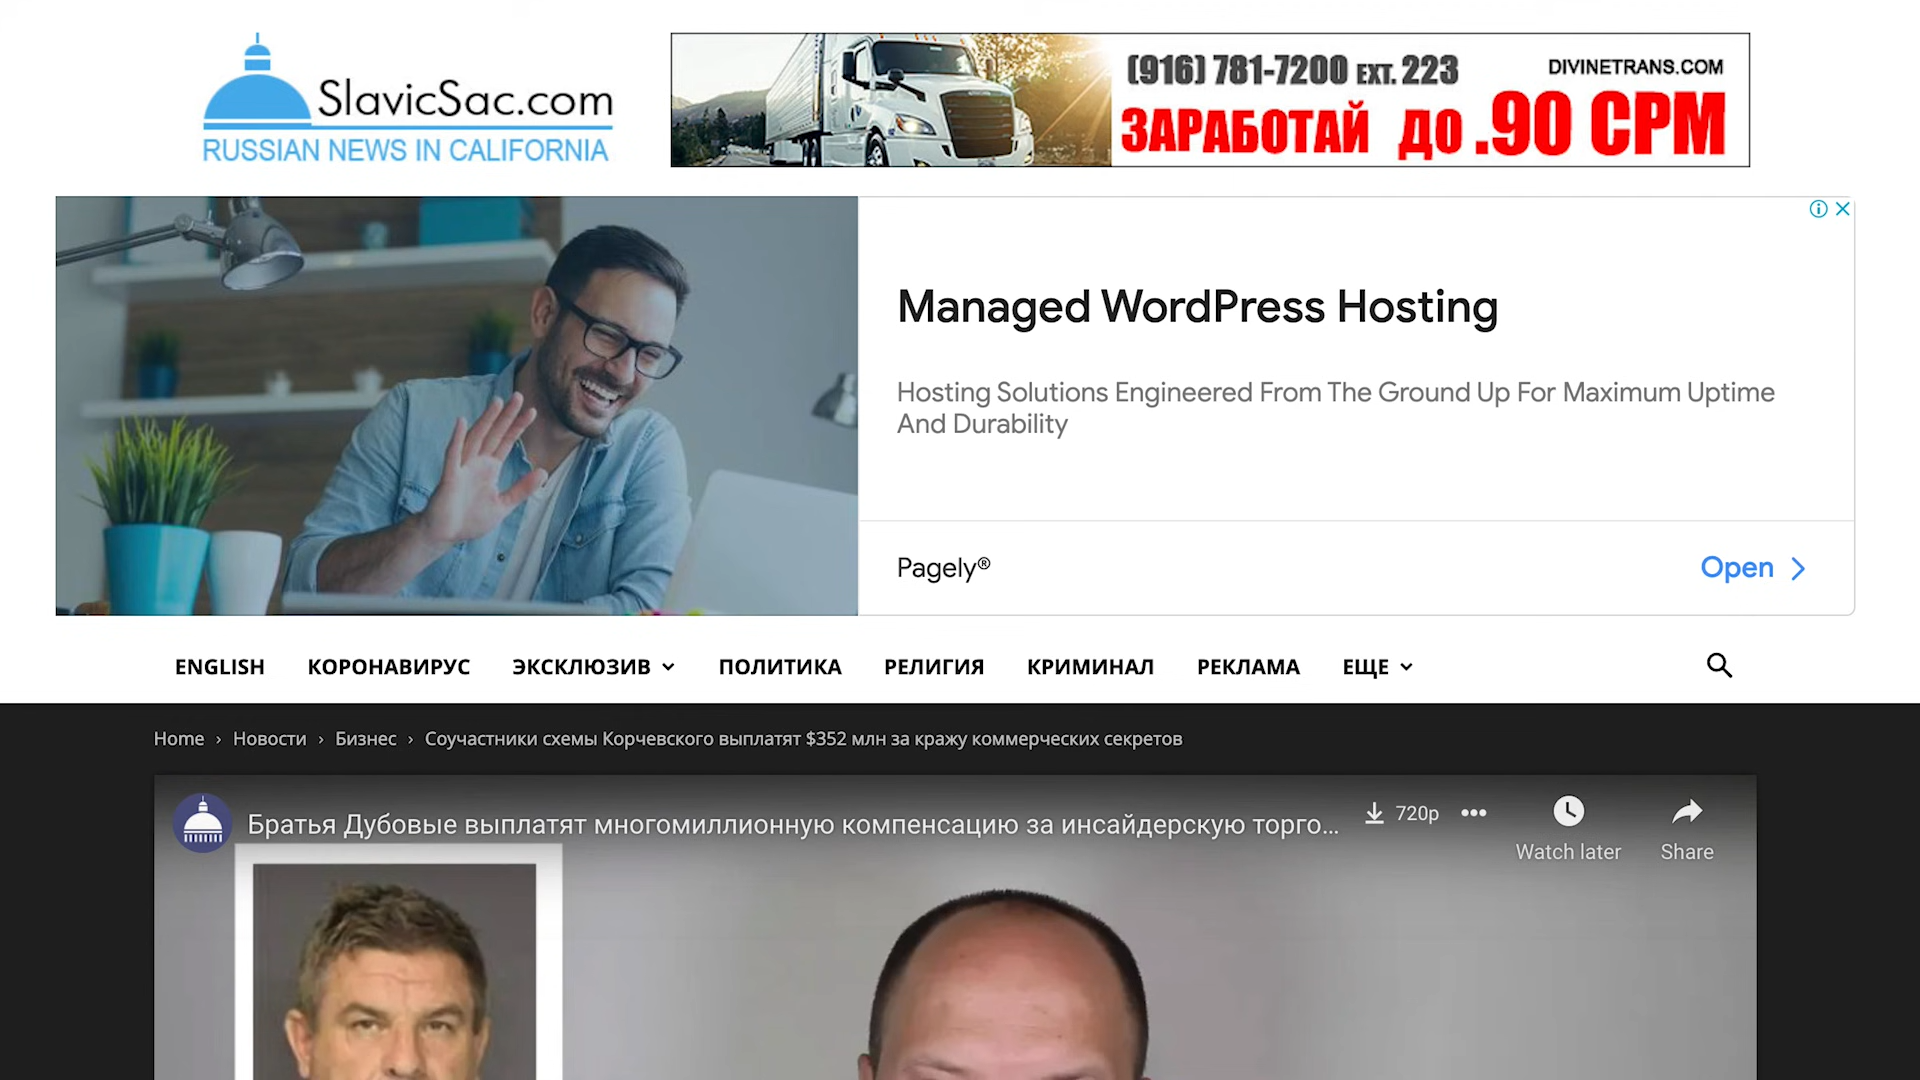 SlavicSac.com
RUSSIAN NEWS IN CALIFORNIA
(916) 781-7200 EXT. 223
DIVINETRANS.COM
ЗАРАБОТАЙ ДО .90 CPM
Managed WordPress Hosting
Hosting Solutions Engineered From The Ground Up For Maximum Uptime
And Durability
Pagely®
Open
ENGLISH КОРОНАВИРУС ЭКСКЛЮЗИВ ПОЛИТИКА РЕЛИГИЯ КРИМИНАЛ РЕКЛАМА ЕЩЕ
Home › Новости › Бизнес › Соучастники схемы Корчевского выплатят $352 млн за кражу коммерческих секретов
Братья Дубовые выплатят многомиллионную компенсацию за инсайдерскую торго...
720p
Watch later
Share